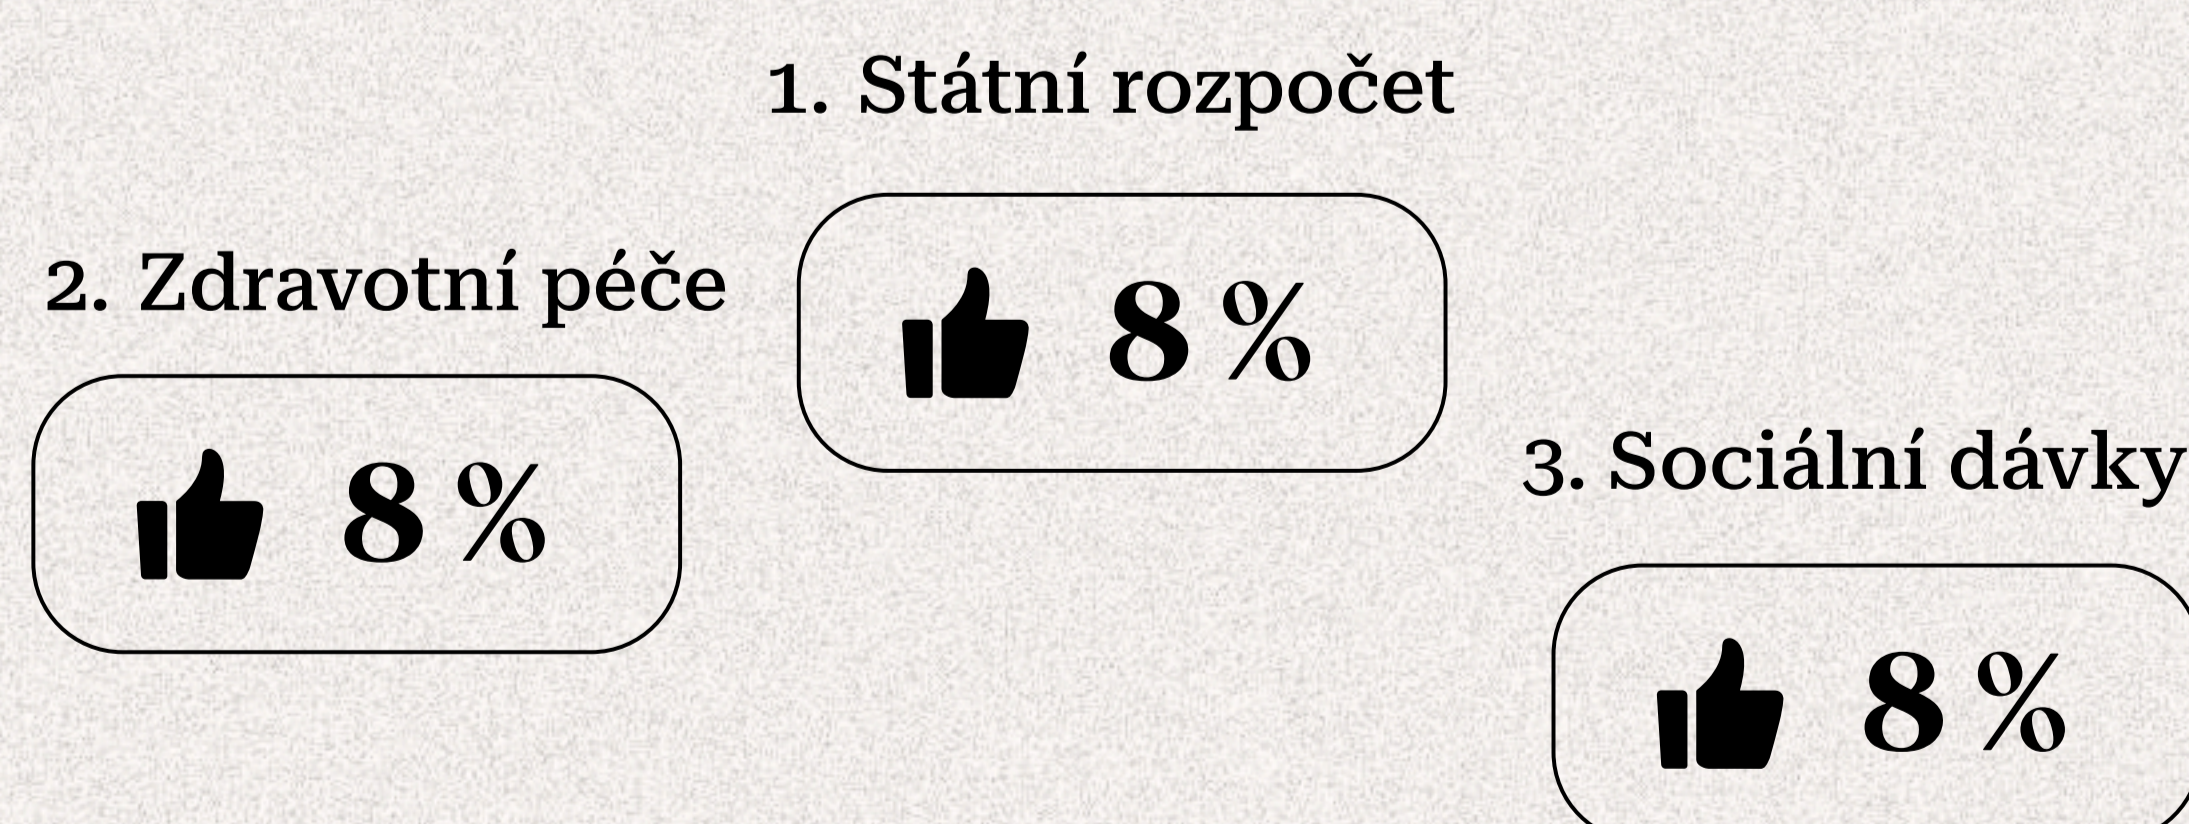 1. Státní rozpočet
8 %
2. Zdravotní péče
8 %
3. Sociální dávky
8 %